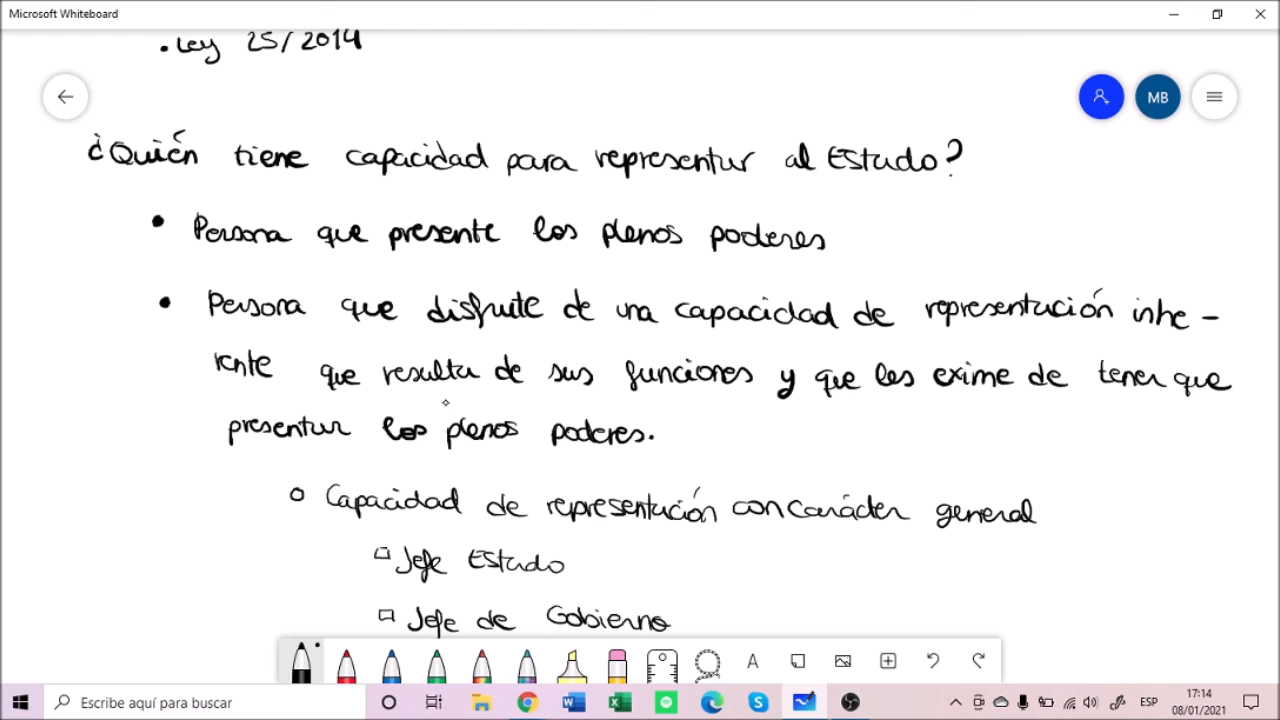 Microsoft Whiteboard
• Ley 25/2014
MB
¿Quién tiene capacidad para representar al Estado?
• Persona que presente los plenos poderes
• Persona que disfrute de una capacidad de representación inhe-
rente que resulta de sus funciones y que les exime de tener que
presentar los plenos poderes.
○ Capacidad de representación con carácter general
□ Jefe Estado
□ Jefe de Gobierno
A
Escribe aquí para buscar
ESP
17:14
08/01/2021